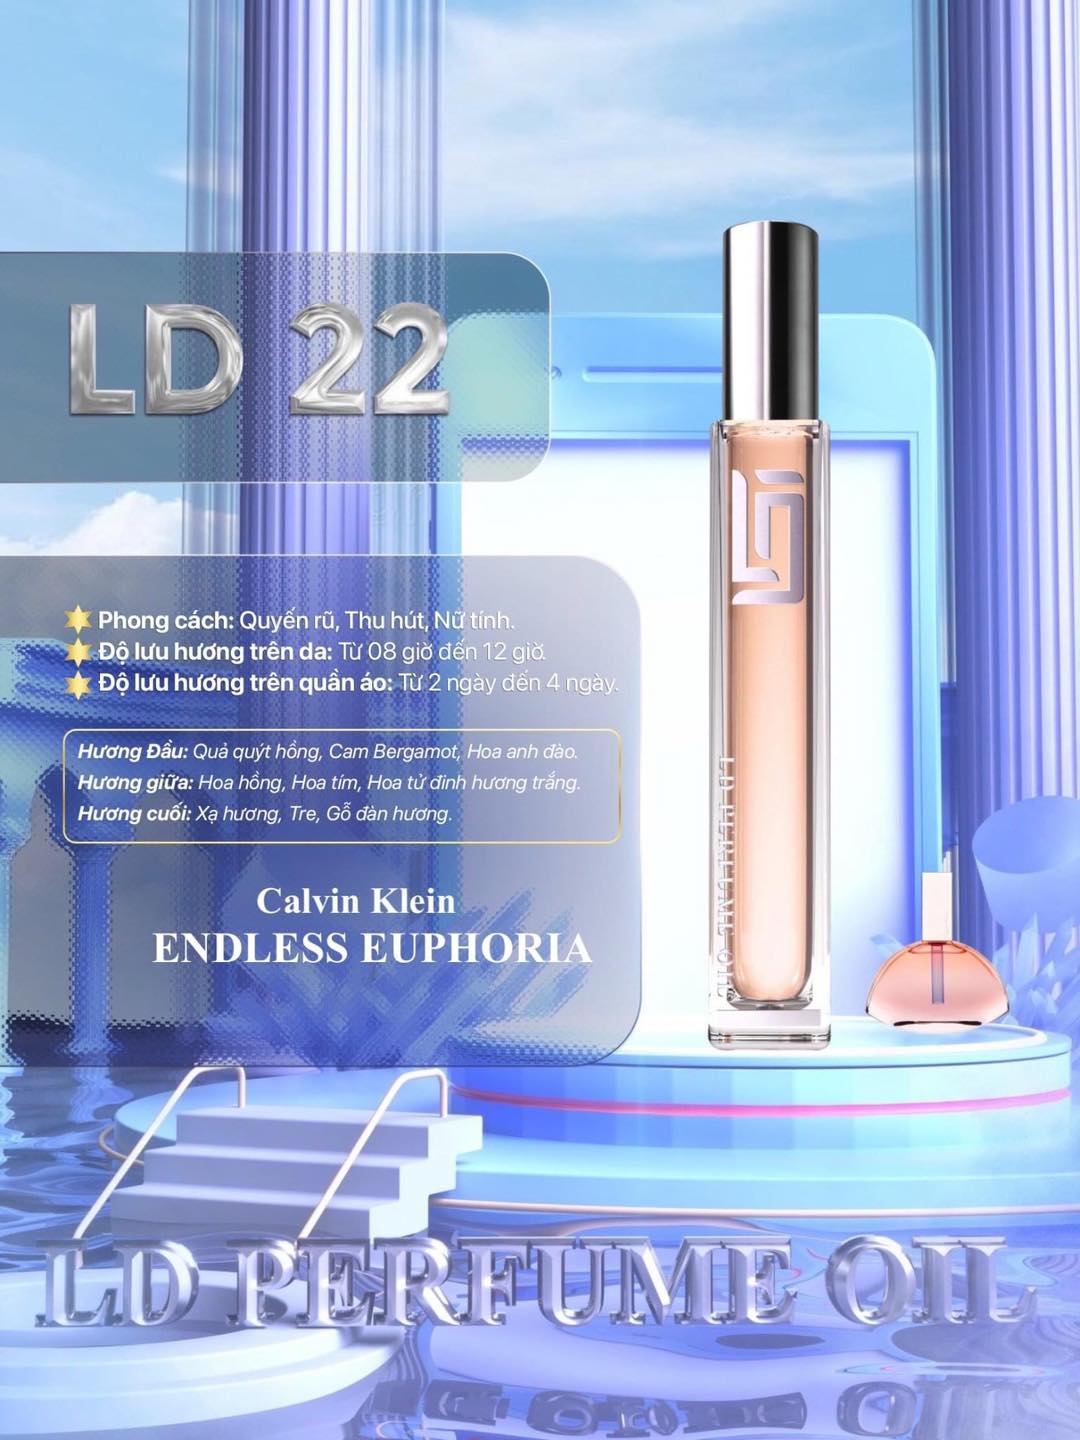 LD 22
Phong cách: Quyến rũ, Thu hút, Nữ tính.
Độ lưu hương trên da: Từ 08 giờ đến 12 giờ.
Độ lưu hương trên quần áo: Từ 2 ngày đến 4 ngày.
Hương Đầu: Quả quýt hồng, Cam Bergamot, Hoa anh đào.
Hương giữa: Hoa hồng, Hoa tím, Hoa tử đinh hương trắng.
Hương cuối: Xạ hương, Tre, Gỗ đàn hương.
Calvin Klein
ENDLESS EUPHORIA
LD PERFUME OIL
LD PERFUME OIL